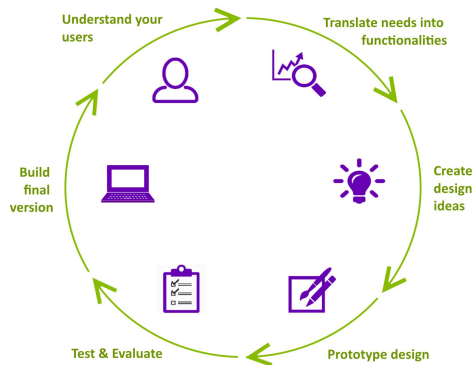 Understand your
users
Translate needs into
functionalities
Create
design
ideas
Prototype design
Test & Evaluate
Build
final
version